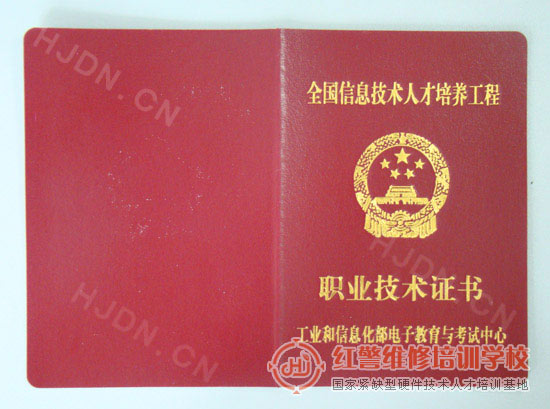 全国信息技术人才培养工程
职业技术证书
工业和信息化部电子教育与考试中心
红警维修培训学校
国家紧缺型硬件技术人才培训基地
HJDN.CN
HJDN.CN
HJDN.CN
HJDN.CN